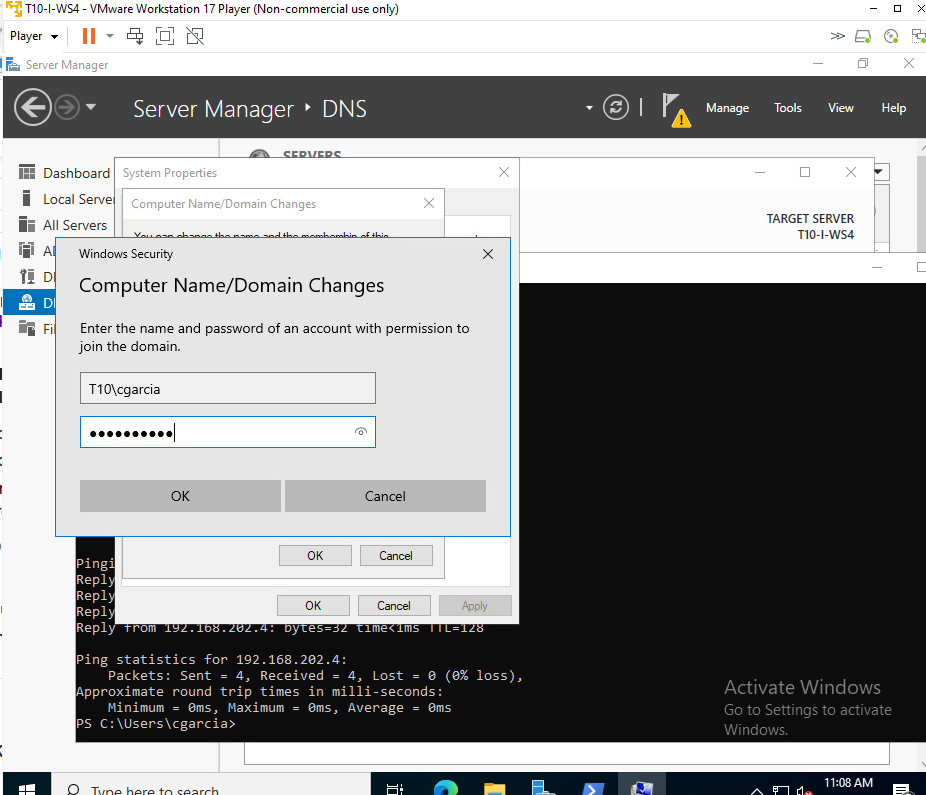 T10-I-WS4 - VMware Workstation 17 Player (Non-commercial use only)
Player
Server Manager
Server Manager DNS
Manage Tools View Help
SERVERS
Dashboard
Local Server
All Servers
System Properties
Computer Name/Domain Changes
You can change the name and the membership of this
TARGET SERVER
T10-I-WS4
Windows Security
Computer Name/Domain Changes
Enter the name and password of an account with permission to
join the domain.
T10\cgarcia
OK Cancel
OK Cancel
OK Cancel Apply
Pingi
Reply
Reply
Reply
Reply from 192.168.202.4: bytes=32 time<1ms TTL=128
Ping statistics for 192.168.202.4:
Packets: Sent = 4, Received = 4, Lost = 0 (0% loss),
Approximate round trip times in milli-seconds:
Minimum = 0ms, Maximum = 0ms, Average = 0ms
PS C:\Users\cgarcia>
Activate Windows
Go to Settings to activate
Windows.
Type here to search
11:08 AM